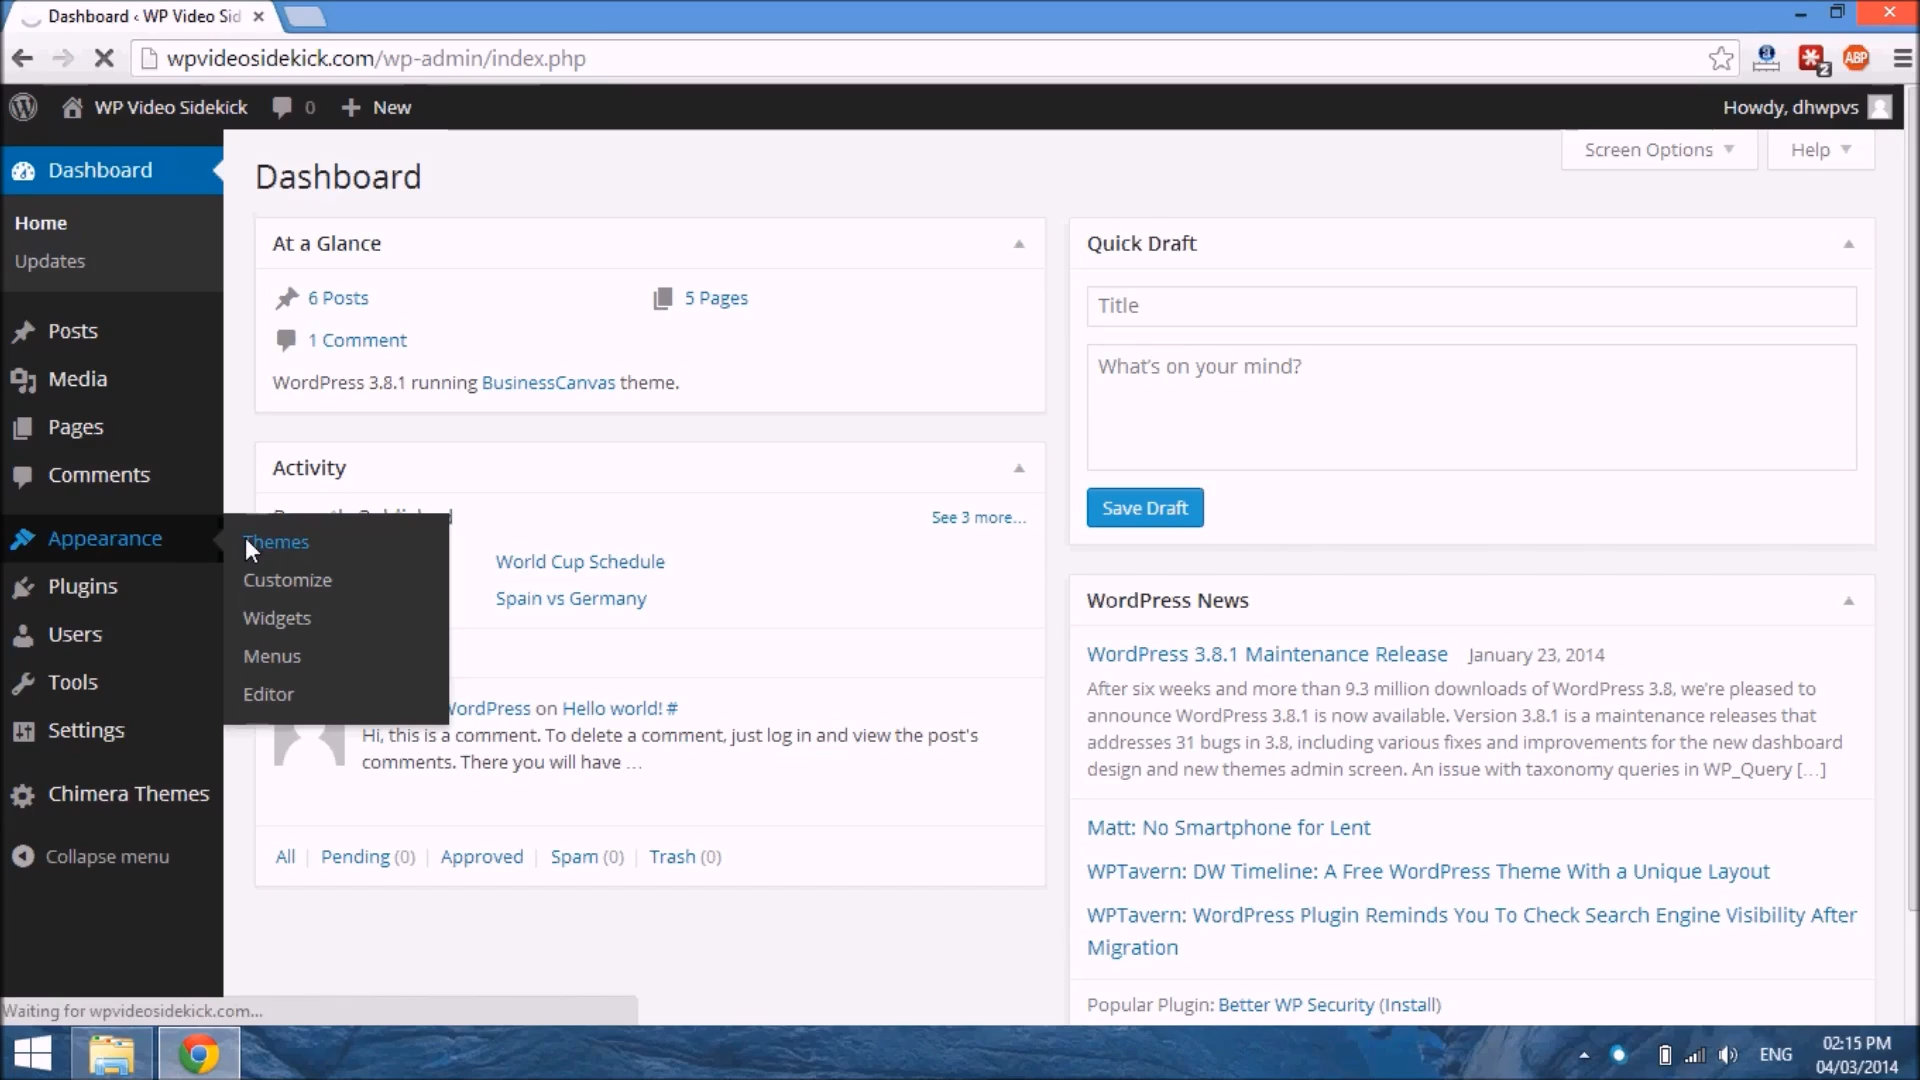 Dashboard ‹ WP Video Sid
wpvideosidekick.com/wp-admin/index.php
2
ABP
WP Video Sidekick 0 + New
Howdy, dhwpvs
Dashboard
Home
Updates
Posts
Media
Pages
Comments
Appearance
Plugins
Users
Tools
Settings
Chimera Themes
Collapse menu
Themes
Customize
Widgets
Menus
Editor
Screen Options
Help
Dashboard
At a Glance
6 Posts
5 Pages
1 Comment
WordPress 3.8.1 running BusinessCanvas theme.
Activity
See 3 more...
World Cup Schedule
Spain vs Germany
WordPress on Hello world! #
Hi, this is a comment. To delete a comment, just log in and view the post's
comments. There you will have …
All | Pending (0) | Approved | Spam (0) | Trash (0)
Quick Draft
Title
What's on your mind?
Save Draft
WordPress News
WordPress 3.8.1 Maintenance Release January 23, 2014
After six weeks and more than 9.3 million downloads of WordPress 3.8, we're pleased to
announce WordPress 3.8.1 is now available. Version 3.8.1 is a maintenance releases that
addresses 31 bugs in 3.8, including various fixes and improvements for the new dashboard
design and new themes admin screen. An issue with taxonomy queries in WP_Query […]
Matt: No Smartphone for Lent
WPTavern: DW Timeline: A Free WordPress Theme With a Unique Layout
WPTavern: WordPress Plugin Reminds You To Check Search Engine Visibility After
Migration
Popular Plugin: Better WP Security (Install)
Waiting for wpvideosidekick.com...
ENG
02:15 PM
04/03/2014